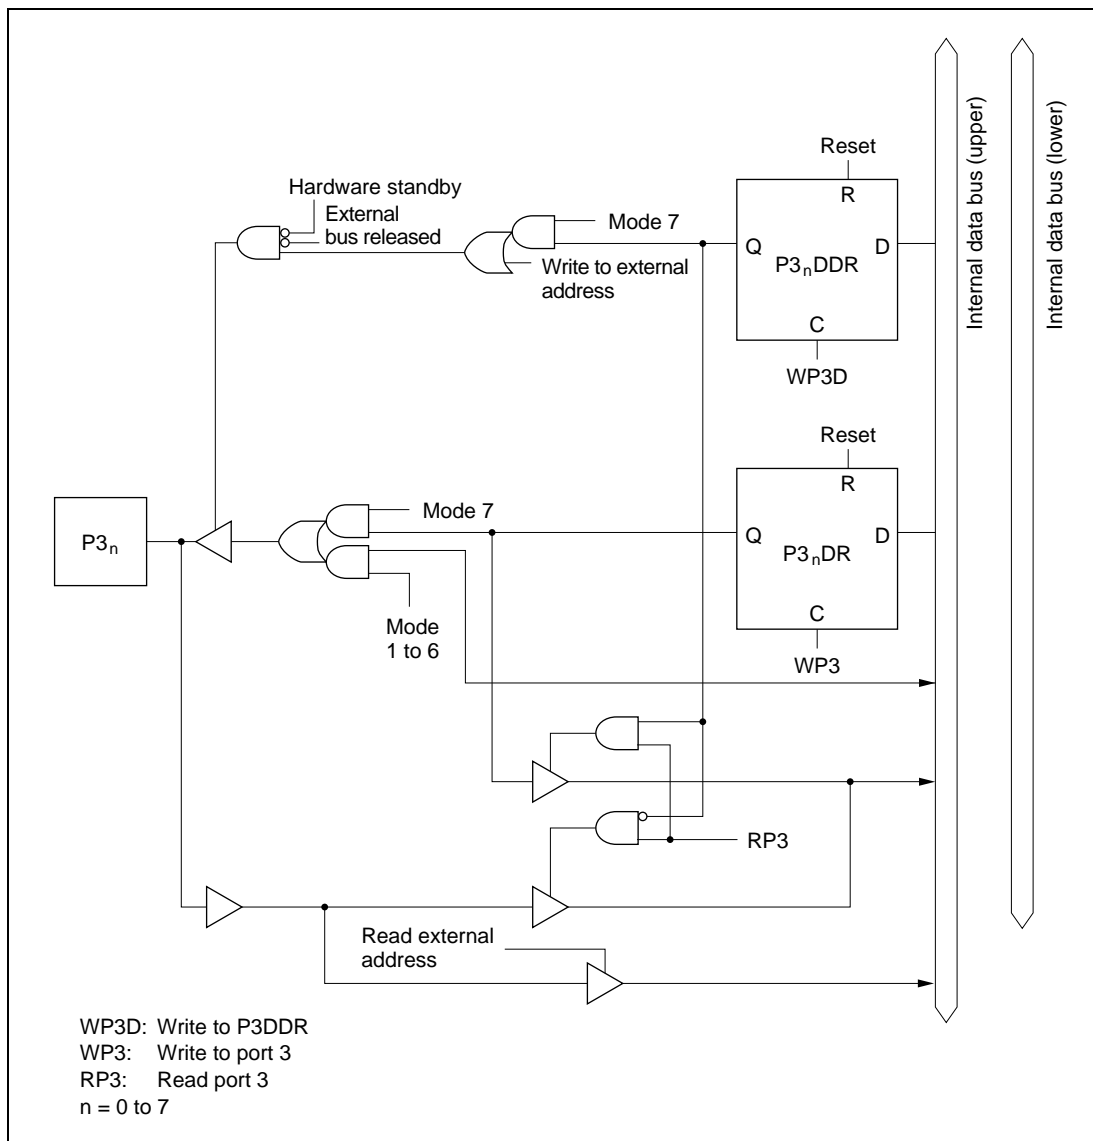 Internal data bus (upper)
Internal data bus (lower)
Reset
R
Hardware standby
External
bus released
Mode 7
Write to external
address
Q
P3nDDR
D
C
WP3D
Reset
R
P3n
Mode 7
Q
P3nDR
D
C
Mode
1 to 6
WP3
RP3
Read external
address
WP3D: Write to P3DDR
WP3: Write to port 3
RP3: Read port 3
n = 0 to 7